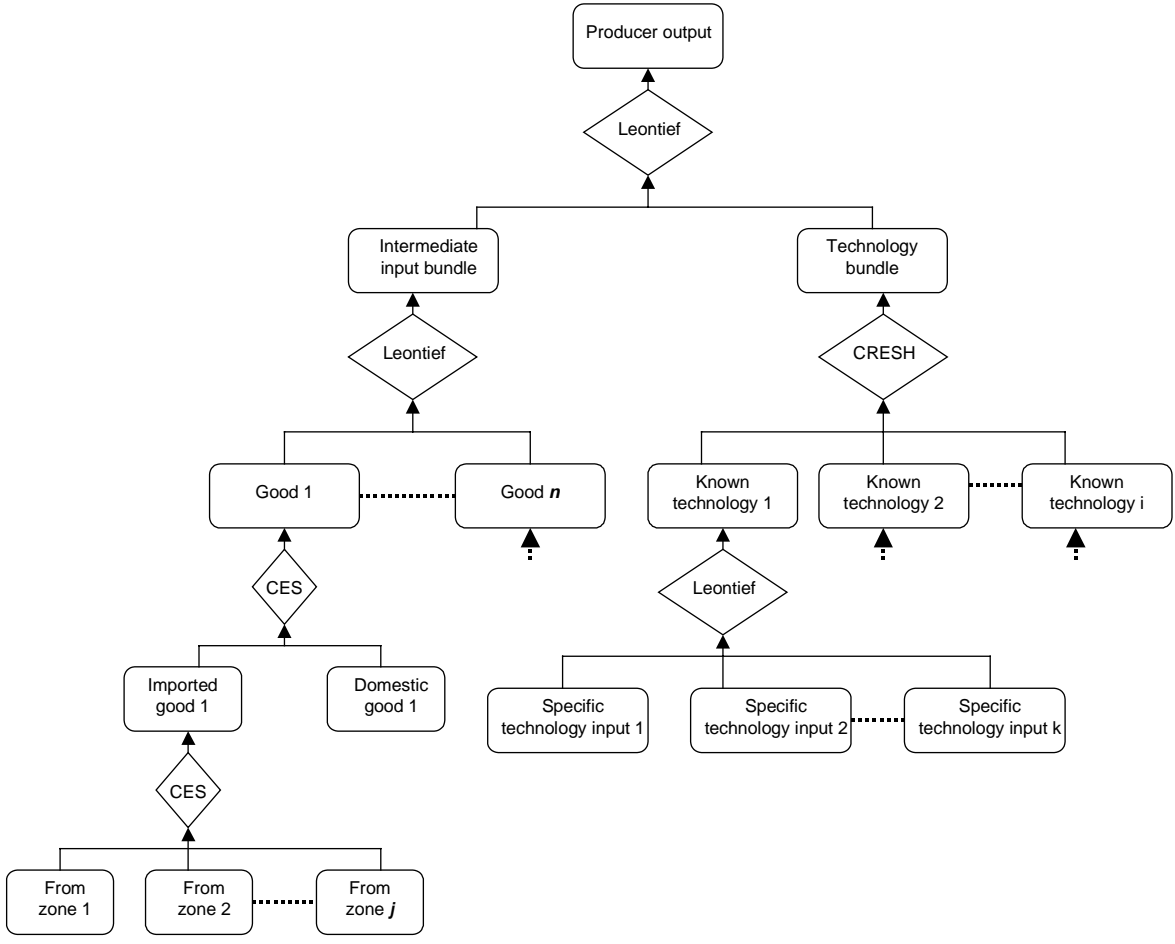 Producer output
Leontief
Intermediate
input bundle
Technology
bundle
Leontief
CRESH
Good 1
Good n
Known
technology 1
Known
technology 2
Known
technology i
CES
Leontief
Imported
good 1
Domestic
good 1
Specific
technology input 1
Specific
technology input 2
Specific
technology input k
CES
From
zone 1
From
zone 2
From
zone j